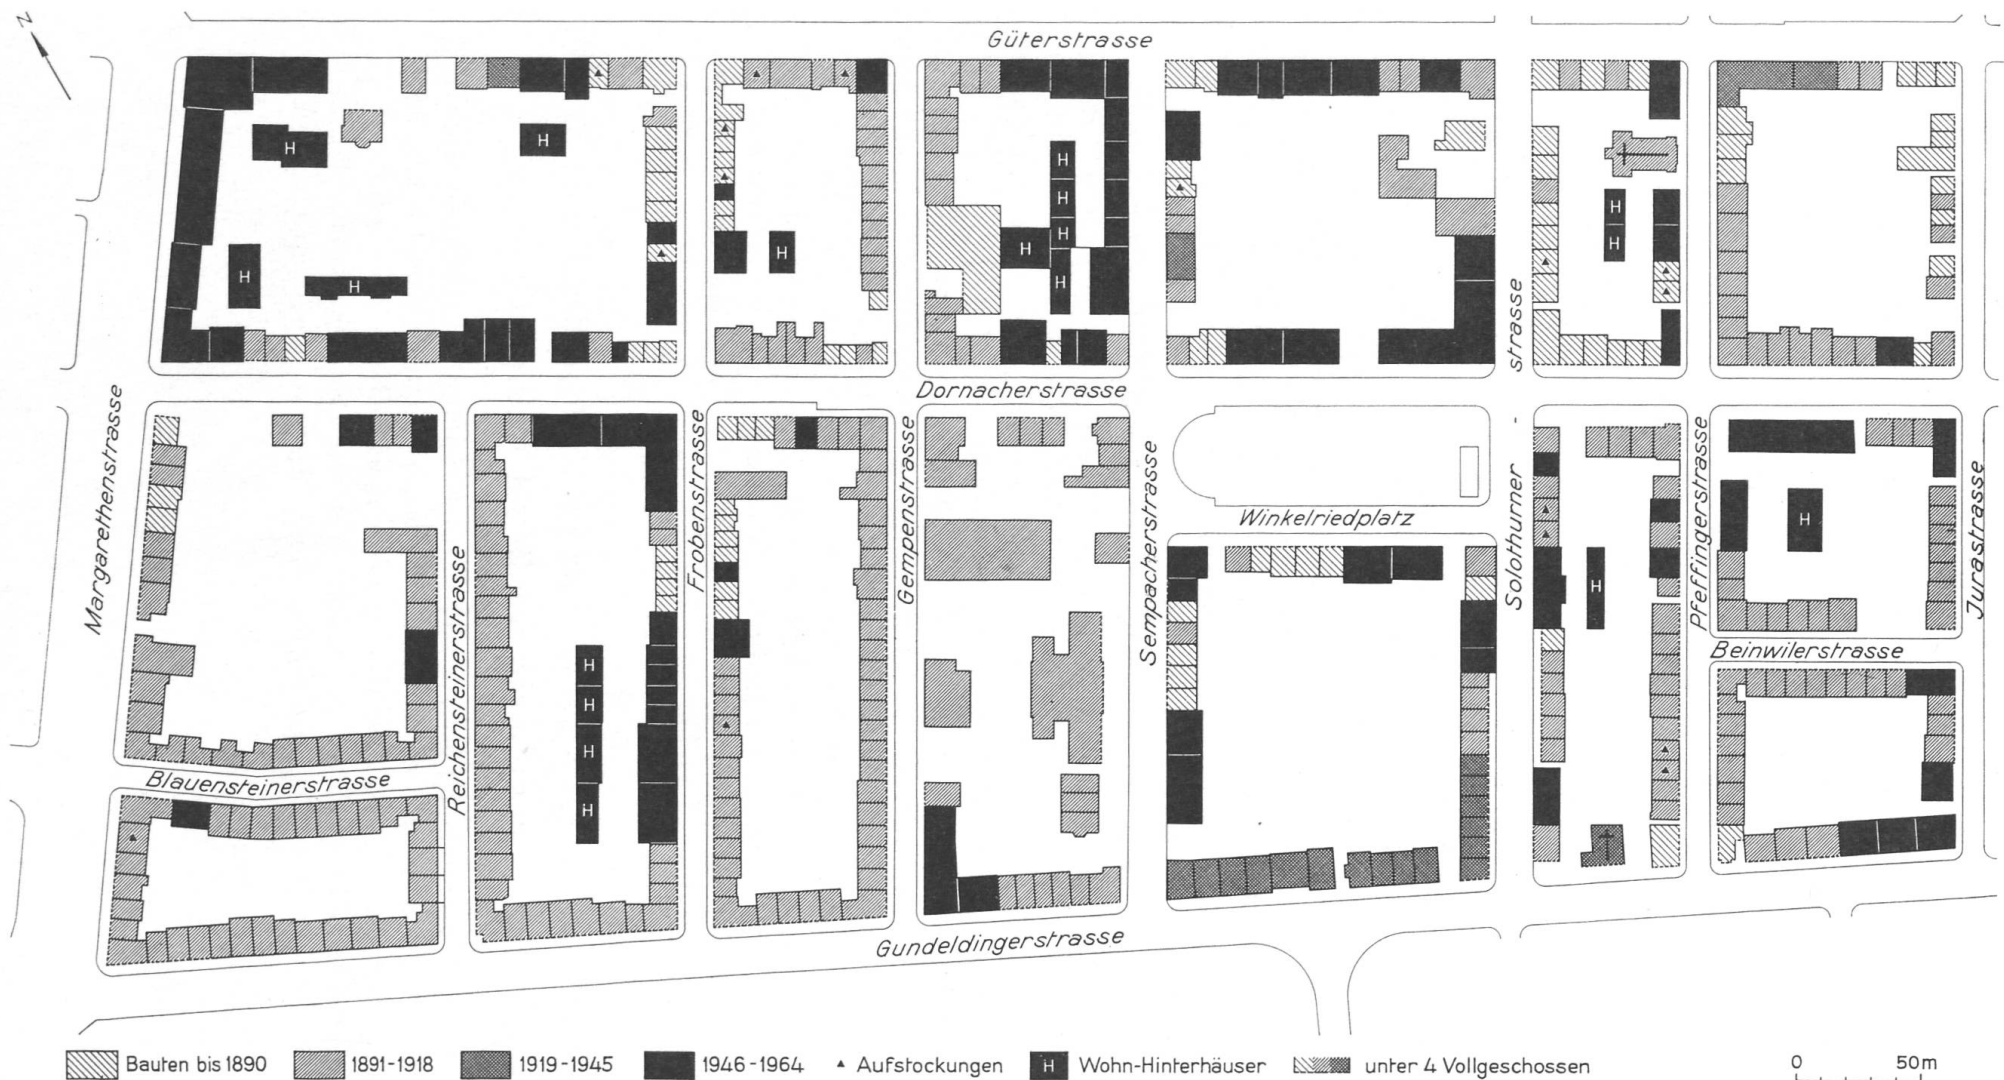 N
Güterstrasse
H
H
H
H
H
H
H
H
H
H
H
H
H
Dornacherstrasse
strasse
Margarethenstrasse
Reichensteinerstrasse
Frobenstrasse
Gempenstrasse
Sempacherstrasse
Winkelriedplatz
Solothurner -
Pfeffingerstrasse
Jurastrasse
H
H
Beinwilerstrasse
H
H
H
H
Blauensteinerstrasse
Gundeldingerstrasse
Bauten bis 1890
1891-1918
1919-1945
1946-1964
Aufstockungen
H Wohn-Hinterhäuser
unter 4 Vollgeschossen
0 50m